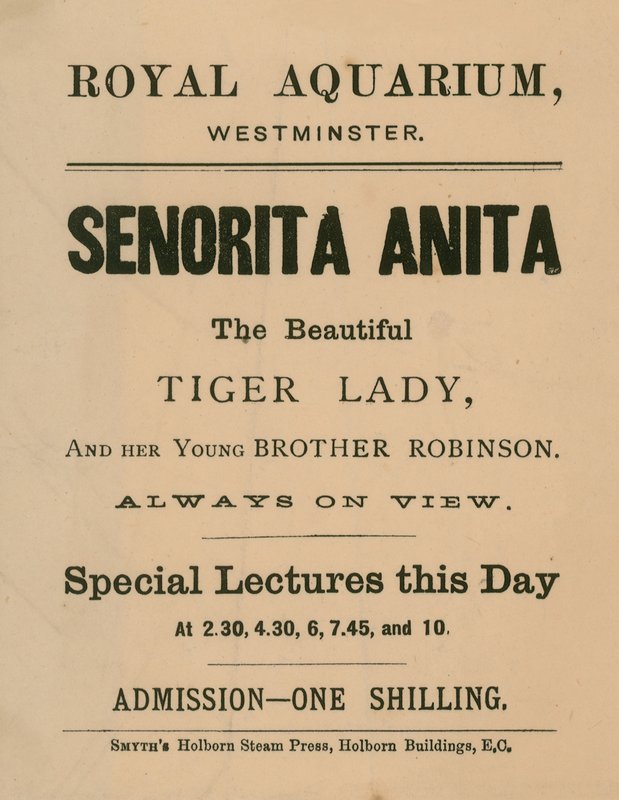 ROYAL AQUARIUM,
WESTMINSTER.
SENORITA ANITA
The Beautiful
TIGER LADY,
AND HER YOUNG BROTHER ROBINSON.
ALWAYS ON VIEW.
Special Lectures this Day
At 2.30, 4.30, 6, 7.45, and 10.
ADMISSION—ONE SHILLING.
SMYTH'S Holborn Steam Press, Holborn Buildings, E.C.